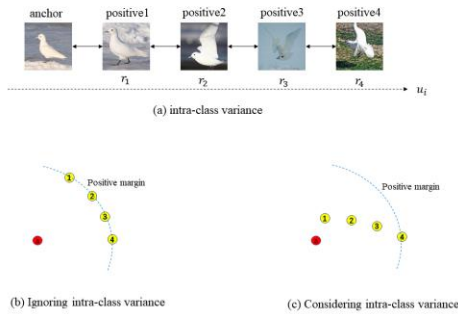 anchor positive1 positive2 positive3 positive4
r₁ r₂ r₃ r₄
uᵢ
(a) intra-class variance
Positive margin
1
2
3
4
(b) Ignoring intra-class variance
Positive margin
1 2 3 4
(c) Considering intra-class variance